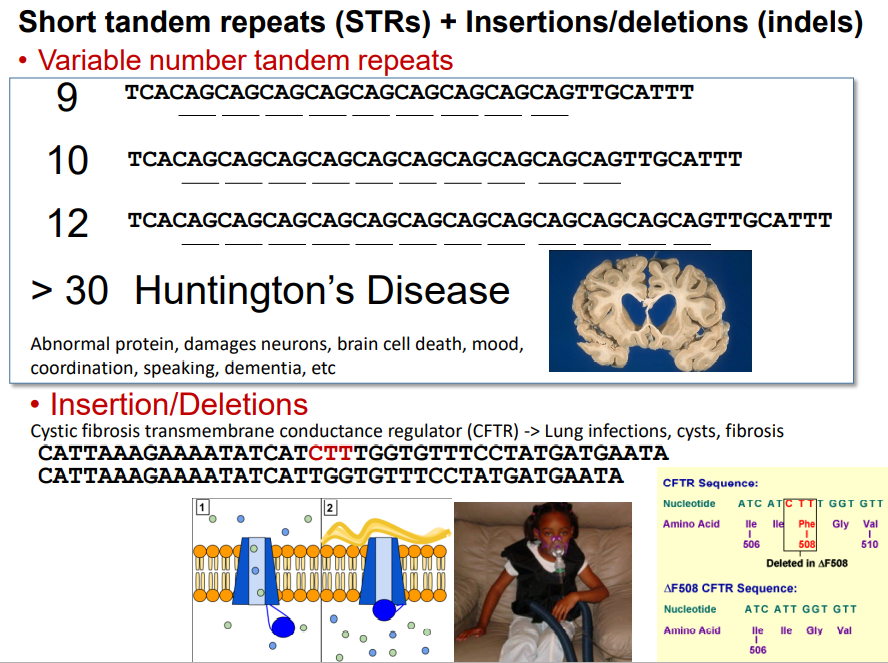 Short tandem repeats (STRs) + Insertions/deletions (indels)
• Variable number tandem repeats
9 TCACAGCAGCAGCAGCAGCAGCAGCAGCAGTTGCATTT
10 TCACAGCAGCAGCAGCAGCAGCAGCAGCAGCAGTTGCATTT
12 TCACAGCAGCAGCAGCAGCAGCAGCAGCAGCAGCAGCAGTTGCATTT
> 30 Huntington's Disease
Abnormal protein, damages neurons, brain cell death, mood,
coordination, speaking, dementia, etc
• Insertion/Deletions
Cystic fibrosis transmembrane conductance regulator (CFTR) -> Lung infections, cysts, fibrosis
CATTAAAGAAAATATCATCTTTGGTGTTTCCTATGATGAATA
CATTAAAGAAAATATCATTGGTGTTTCCTATGATGAATA
1 2
CFTR Sequence:
Nucleotide ATC ATC TTT GGT GTT
Amino Acid Ile Ile Phe Gly Val
506 508 510
Deleted in ΔF508
ΔF508 CFTR Sequence:
Nucleotide ATC ATT GGT GTT
Amino Acid Ile Ile Gly Val
506